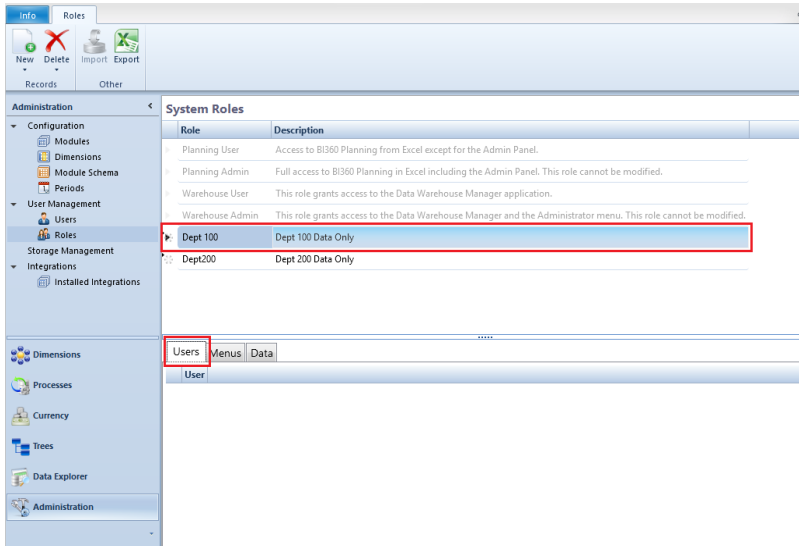 Info Roles
New Delete Import Export
Records Other
Administration
Configuration
Modules
Dimensions
Module Schema
Periods
User Management
Users
Roles
Storage Management
Integrations
Installed Integrations
Dimensions
Processes
Currency
Trees
Data Explorer
Administration
System Roles
Role Description
Planning User Access to BI360 Planning from Excel except for the Admin Panel.
Planning Admin Full access to BI360 Planning in Excel including the Admin Panel. This role cannot be modified.
Warehouse User This role grants access to the Data Warehouse Manager application.
Warehouse Admin This role grants access to the Data Warehouse Manager and the Administrator menu. This role cannot be modified.
Dept 100 Dept 100 Data Only
Dept200 Dept 200 Data Only
Users Menus Data
User